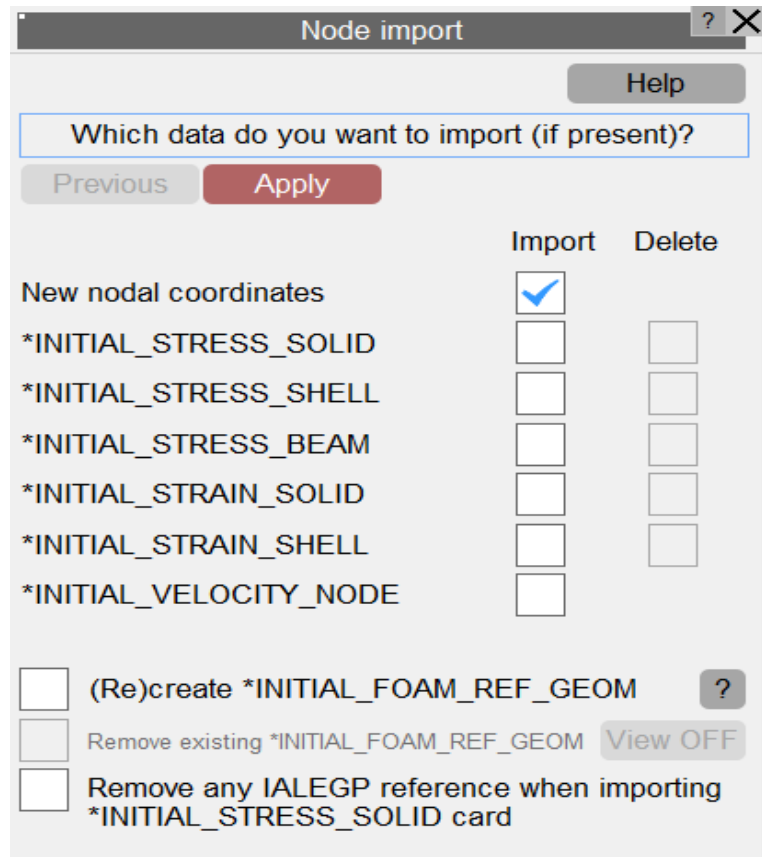 Node import
?
Help
Which data do you want to import (if present)?
Previous Apply
Import Delete
New nodal coordinates
*INITIAL_STRESS_SOLID
*INITIAL_STRESS_SHELL
*INITIAL_STRESS_BEAM
*INITIAL_STRAIN_SOLID
*INITIAL_STRAIN_SHELL
*INITIAL_VELOCITY_NODE
(Re)create *INITIAL_FOAM_REF_GEOM ?
Remove existing *INITIAL_FOAM_REF_GEOM View OFF
Remove any IALEGP reference when importing
*INITIAL_STRESS_SOLID card